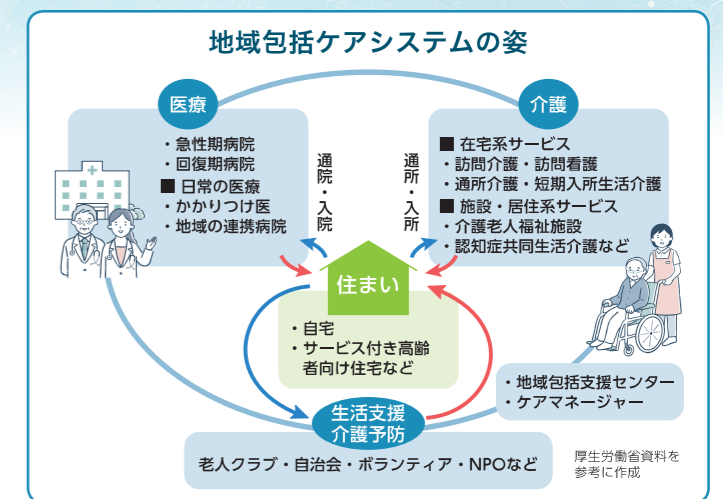 地域包括ケアシステムの姿
医療
・急性期病院
・回復期病院
■ 日常の医療
・かかりつけ医
・地域の連携病院
通院・入院
通所・入所
介護
■ 在宅系サービス
・訪問介護・訪問看護
・通所介護・短期入所生活介護
■ 施設・居住系サービス
・介護老人福祉施設
・認知症共同生活介護など
住まい
・自宅
・サービス付き高齢
者向け住宅など
・地域包括支援センター
・ケアマネージャー
生活支援
介護予防
老人クラブ・自治会・ボランティア・NPOなど
厚生労働省資料を
参考に作成